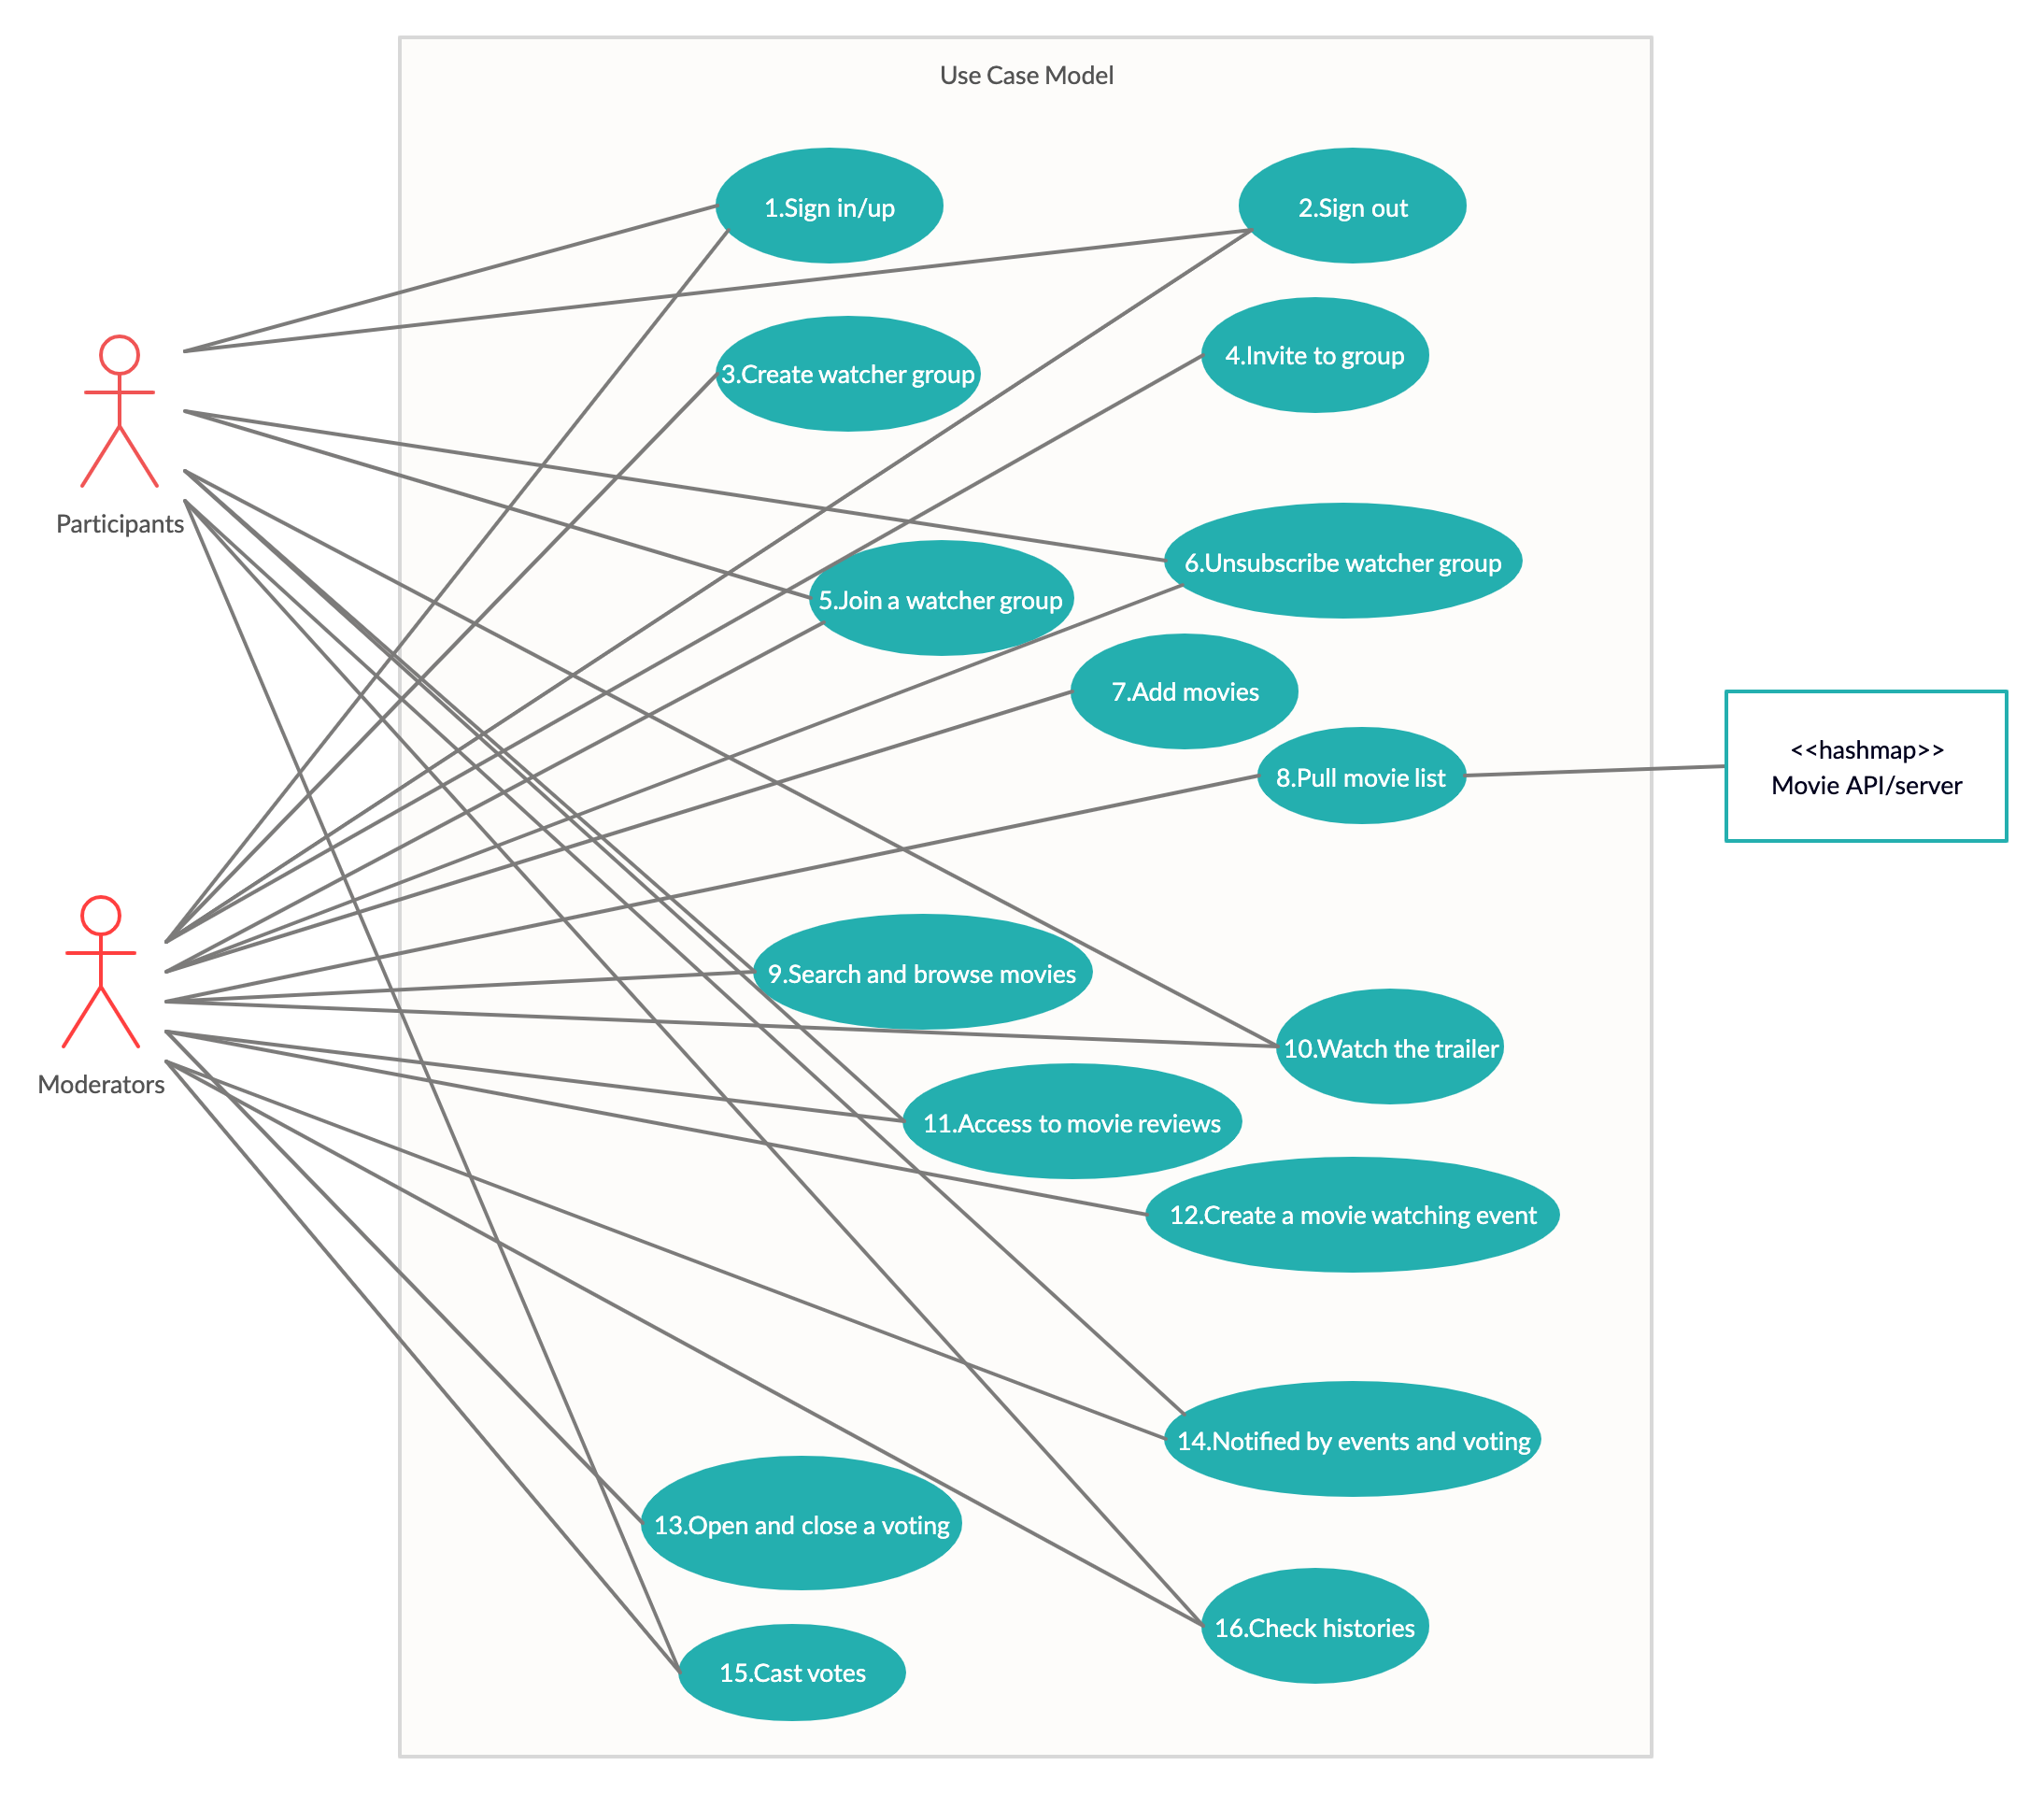 Use Case Model
1.Sign in/up
2.Sign out
3.Create watcher group
4.Invite to group
Participants
5.Join a watcher group
6.Unsubscribe watcher group
7.Add movies
8.Pull movie list
<<hashmap>>
Movie API/server
9.Search and browse movies
10.Watch the trailer
Moderators
11.Access to movie reviews
12.Create a movie watching event
14.Notified by events and voting
13.Open and close a voting
16.Check histories
15.Cast votes